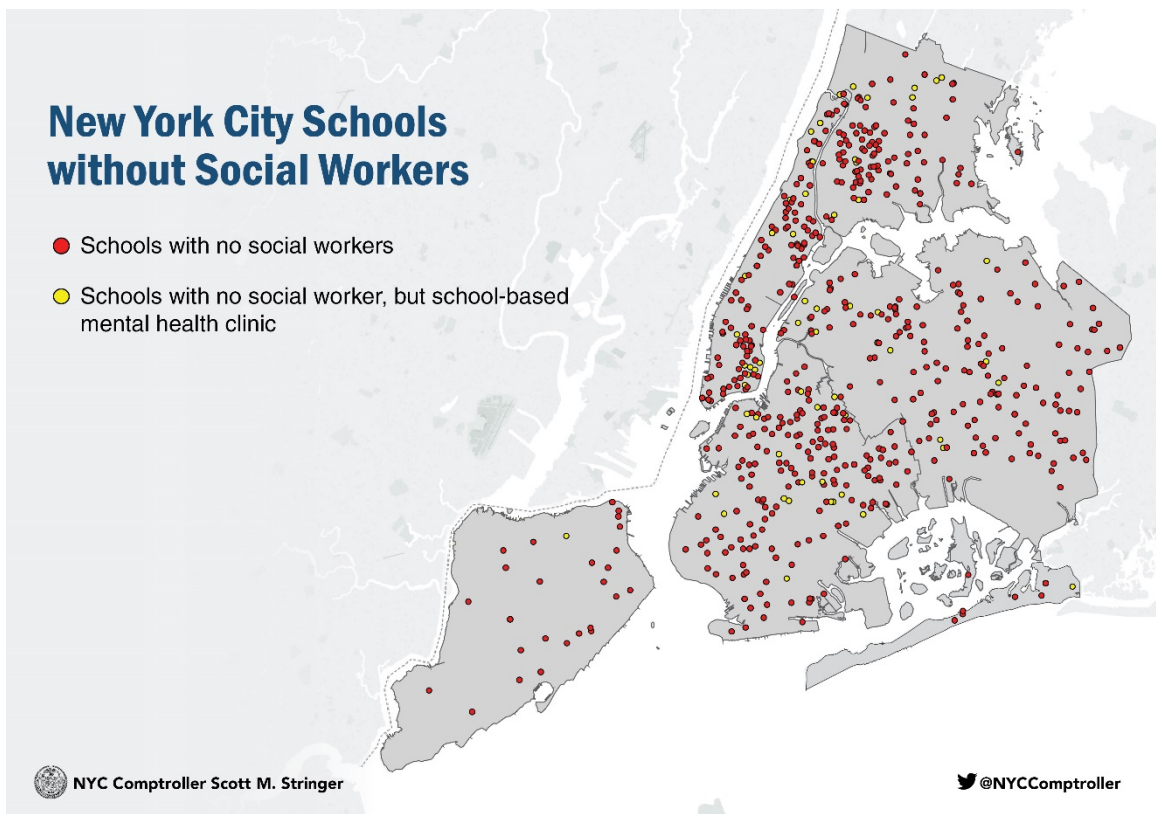 New York City Schools
without Social Workers
Schools with no social workers
Schools with no social worker, but school-based
mental health clinic
NYC Comptroller Scott M. Stringer
@NYCComptroller